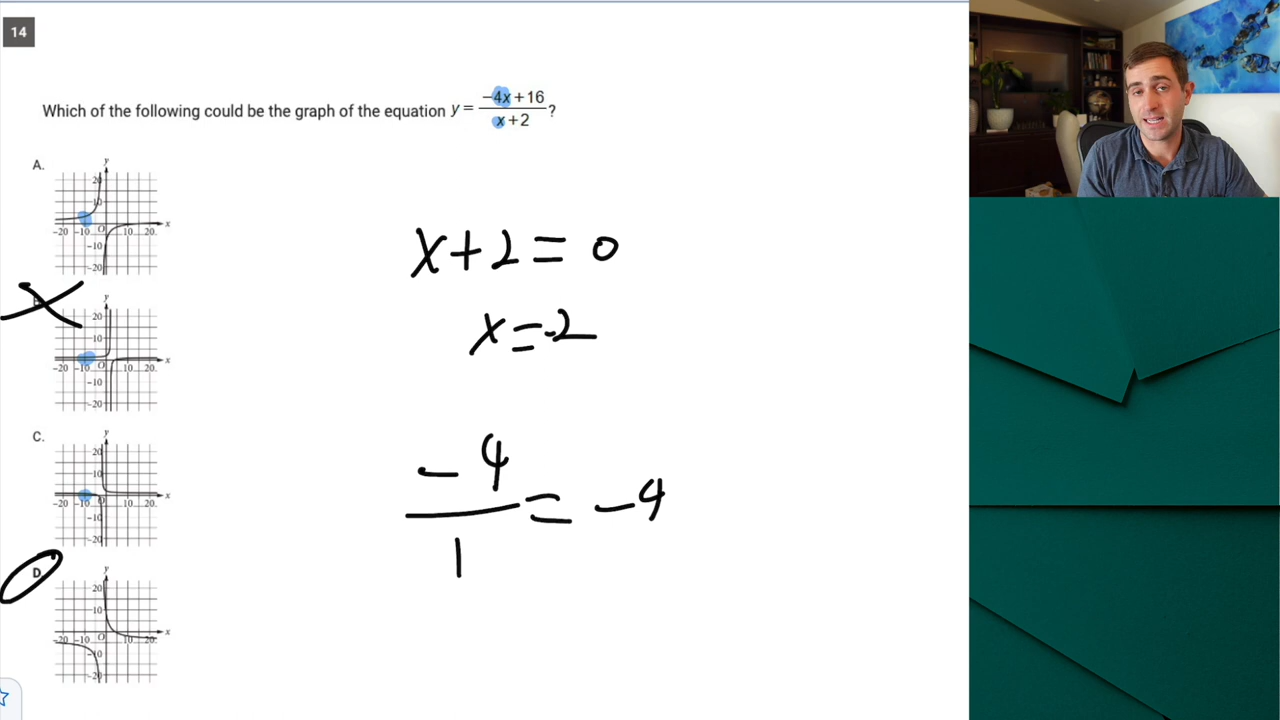 14
Which of the following could be the graph of the equation y = −4x + 16 / x + 2 ?
A.
y
20
10
-20 -10 O 10 20 x
-10
-20
y
20
10
-20 -10 O 10 20 x
-10
-20
C.
y
20
10
-20 -10 O 10 20 x
-10
-20
D.
y
20
10
-20 -10 O 10 20 x
-10
-20
x + 2 = 0
x = -2
-4 / 1 = -4